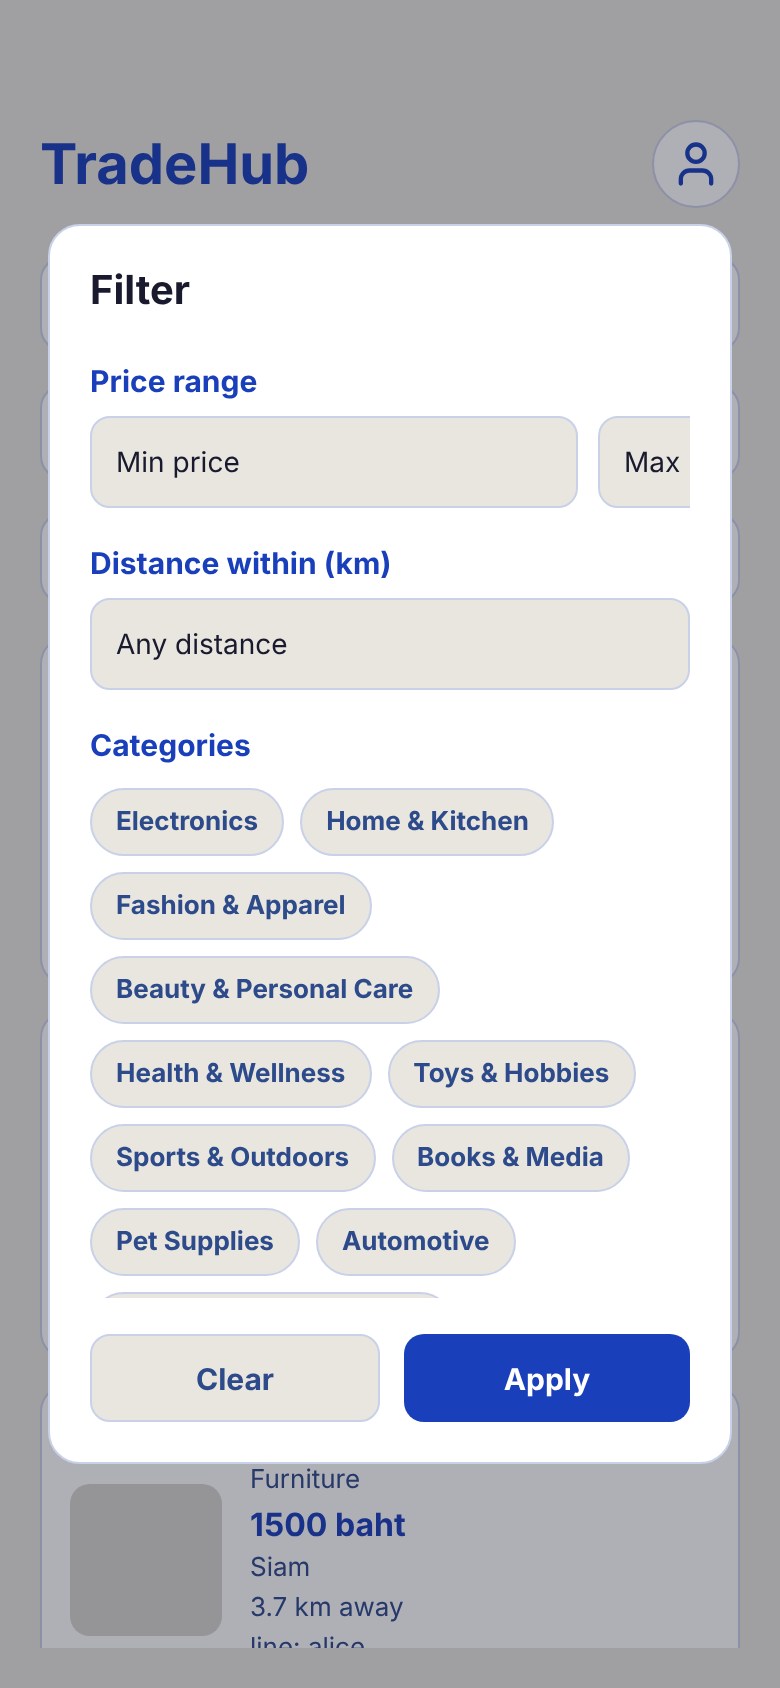 TradeHub
Filter
Price range
Min price Max
Distance within (km)
Any distance
Categories
Electronics Home & Kitchen
Fashion & Apparel
Beauty & Personal Care
Health & Wellness Toys & Hobbies
Sports & Outdoors Books & Media
Pet Supplies Automotive
Clear Apply
Furniture
1500 baht
Siam
3.7 km away
line: alice